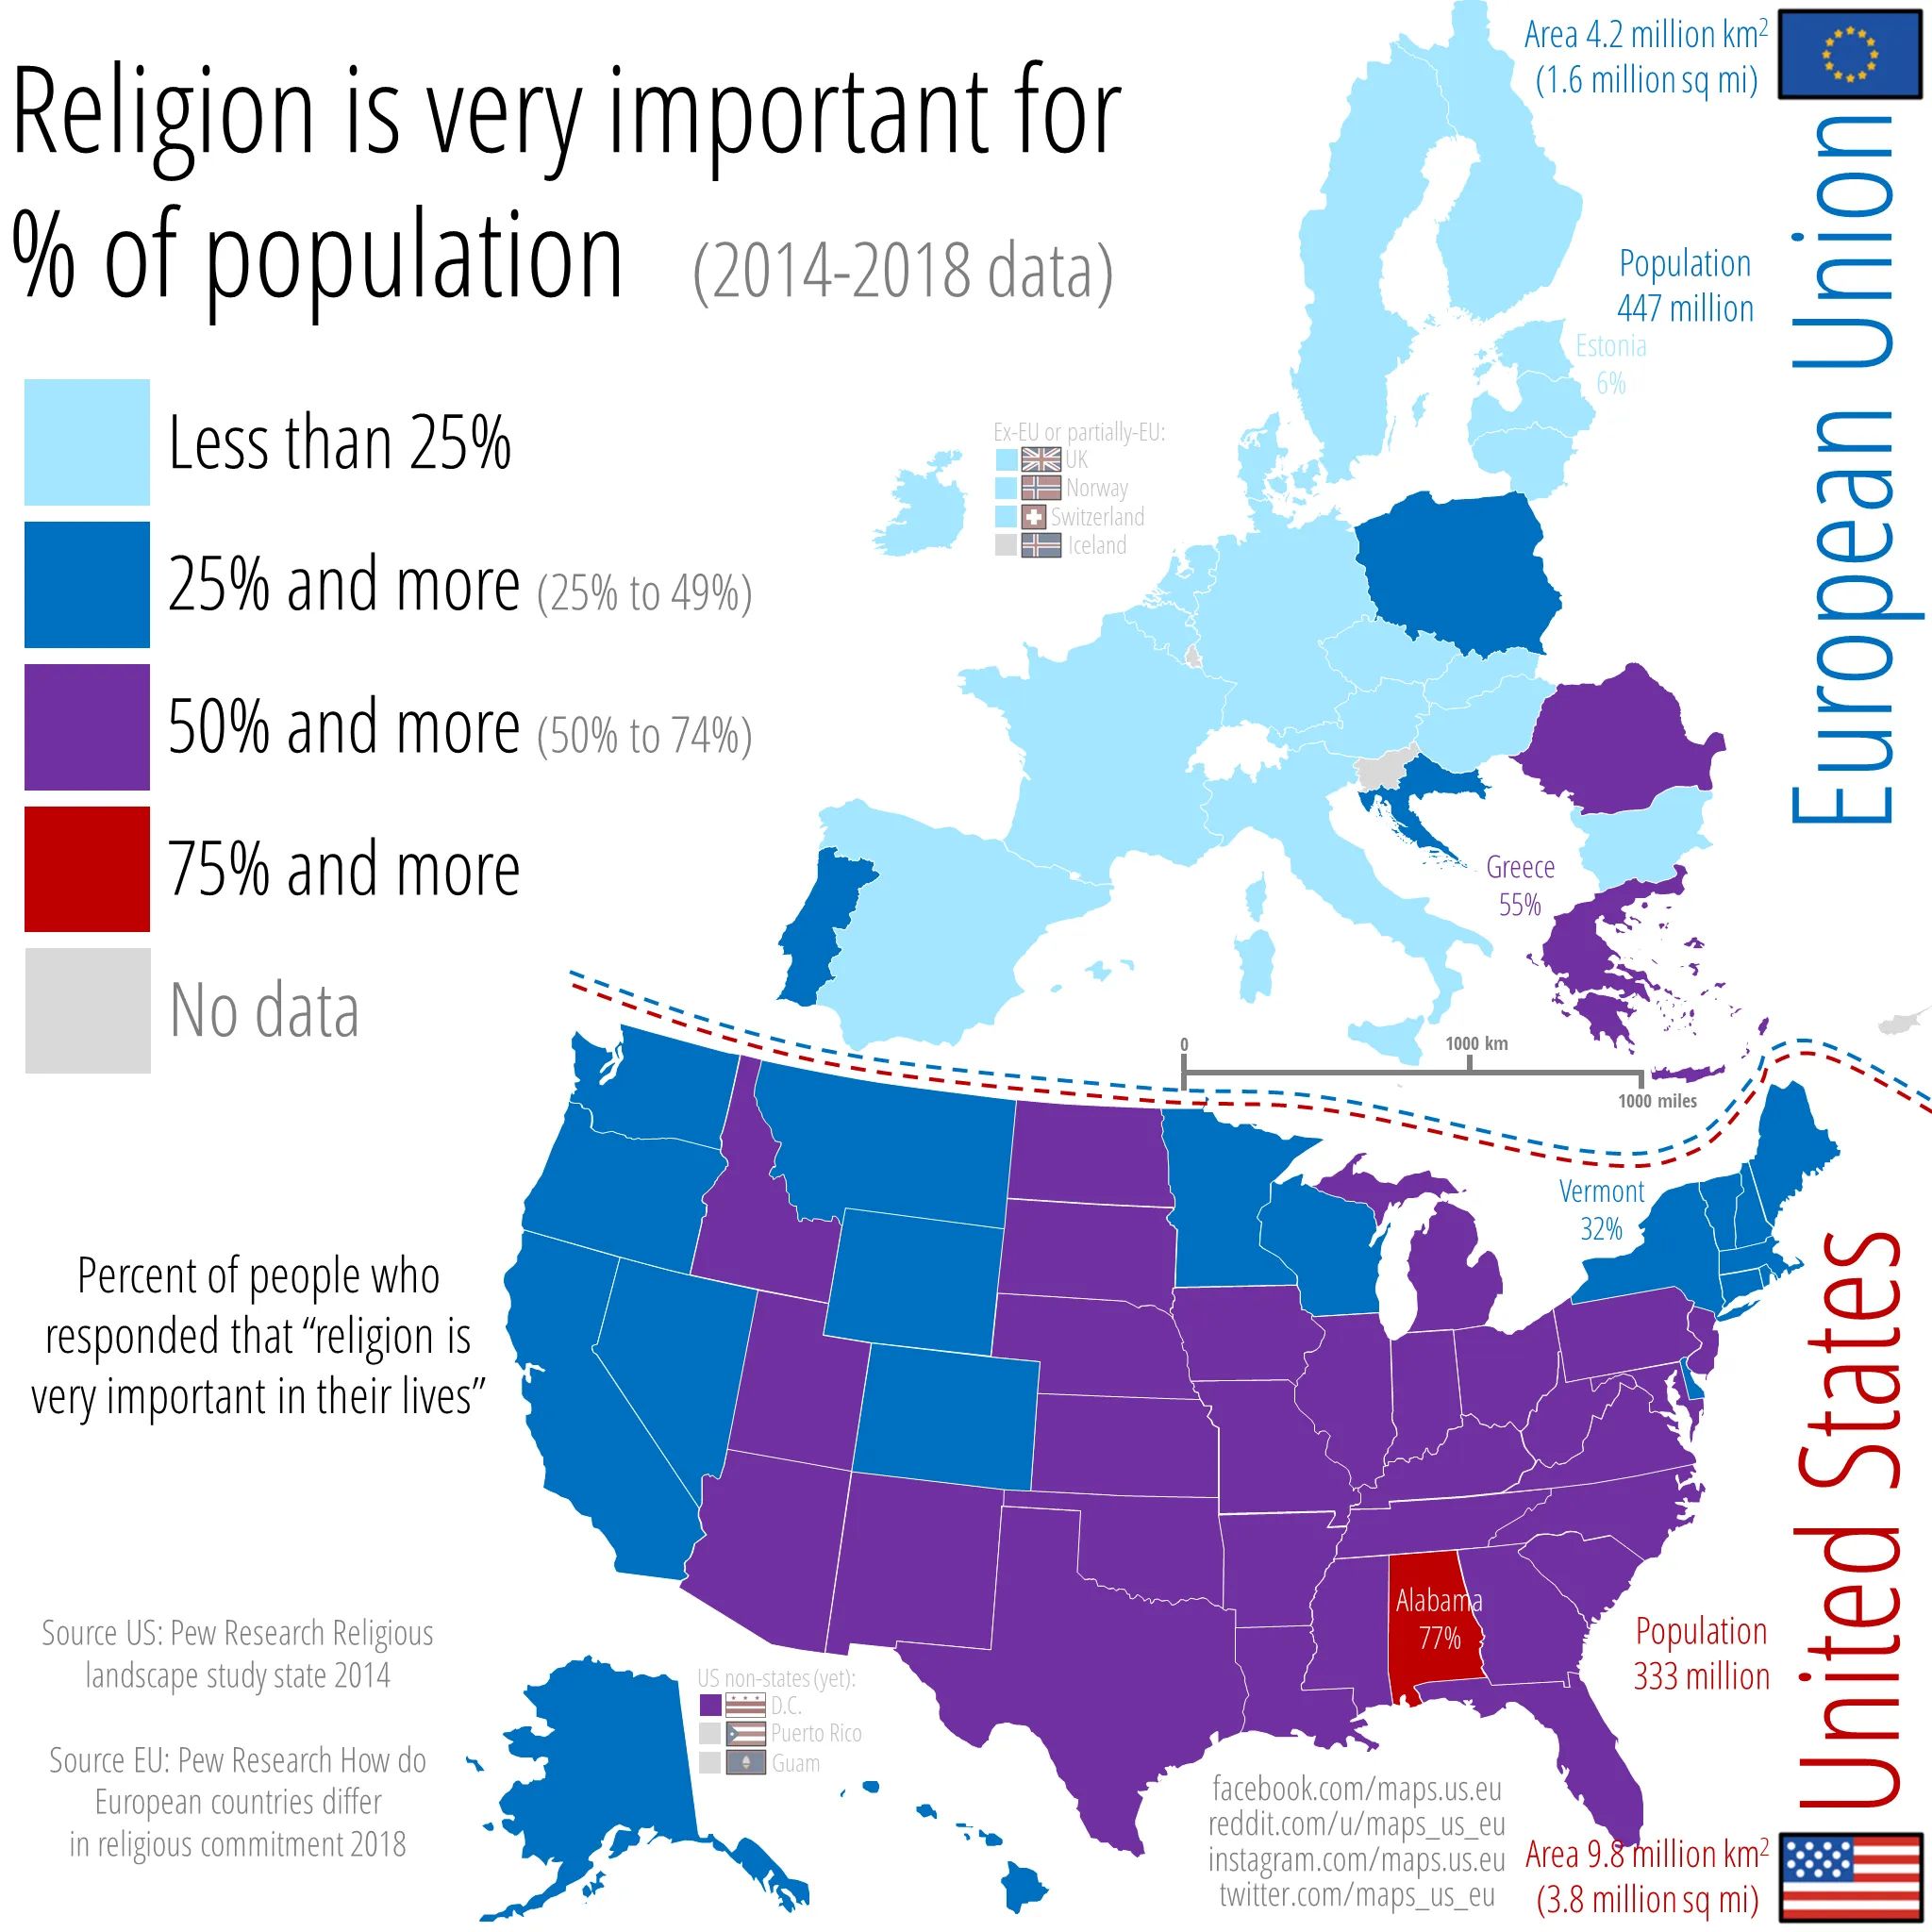 Religion is very important for
% of population (2014-2018 data)
Less than 25%
25% and more (25% to 49%)
50% and more (50% to 74%)
75% and more
No data
Percent of people who
responded that “religion is
very important in their lives”
Source US: Pew Research Religious
landscape study state 2014
Source EU: Pew Research How do
European countries differ
in religious commitment 2018
Area 4.2 million km²
(1.6 million sq mi)
European Union
Population
447 million
Estonia
6%
Ex-EU or partially-EU:
UK
Norway
Switzerland
Iceland
Greece
55%
0
1000 km
1000 miles
Vermont
32%
Alabama
77%
United States
Population
333 million
US non-states (yet):
D.C.
Puerto Rico
Guam
facebook.com/maps.us.eu
reddit.com/u/maps_us_eu
instagram.com/maps.us.eu
twitter.com/maps_us_eu
Area 9.8 million km²
(3.8 million sq mi)